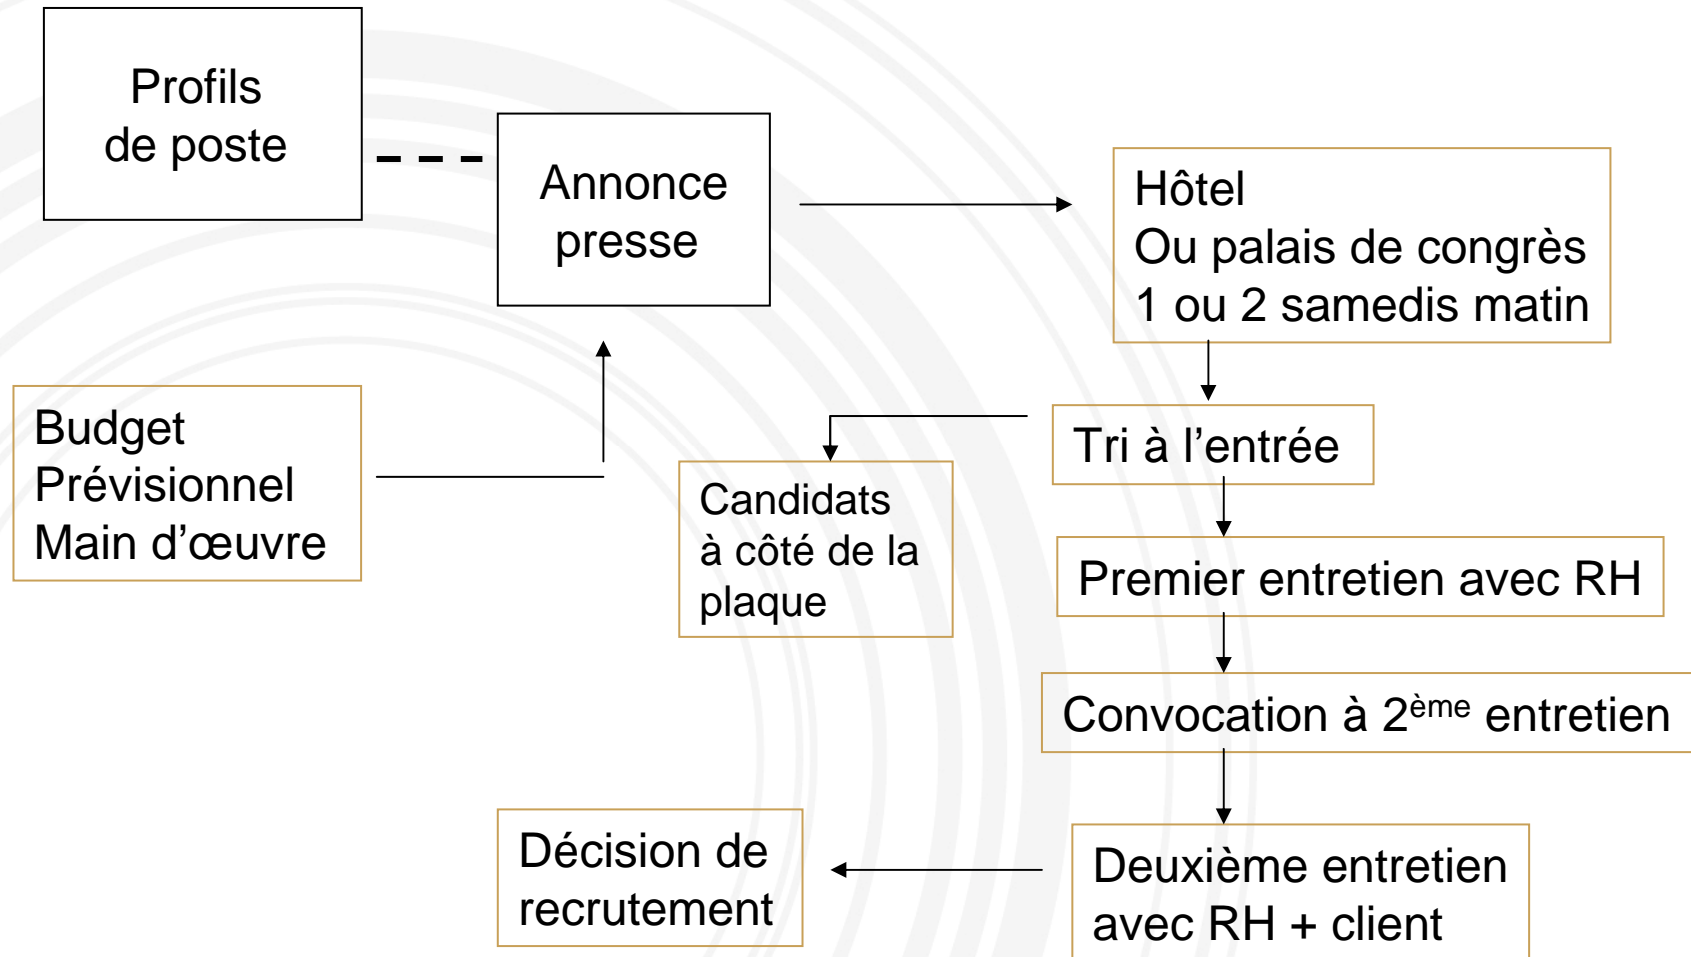 Profils
de poste
Annonce
presse
Hôtel
Ou palais de congrès
1 ou 2 samedis matin
Budget
Prévisionnel
Main d'œuvre
Tri à l'entrée
Candidats
à côté de la
plaque
Premier entretien avec RH
Convocation à 2ème entretien
Décision de
recrutement
Deuxième entretien
avec RH + client